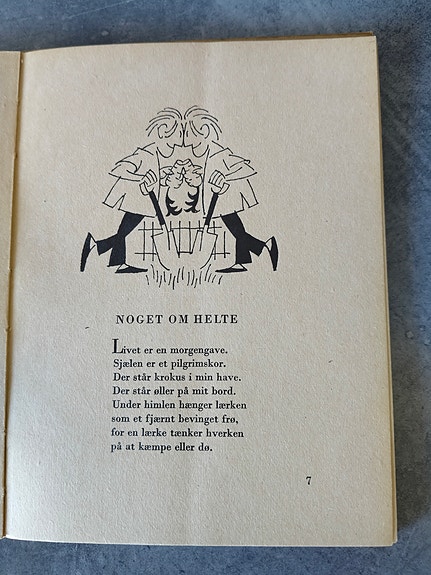 NOGET OM HELTE
Livet er en morgengave.
Sjælen er et pilgrimskor.
Der står krokus i min have.
Der står øller på mit bord.
Under himlen hænger lærken
som et fjærnt bevinget frø,
for en lærke tænker hverken
på at kæmpe eller dø.
7